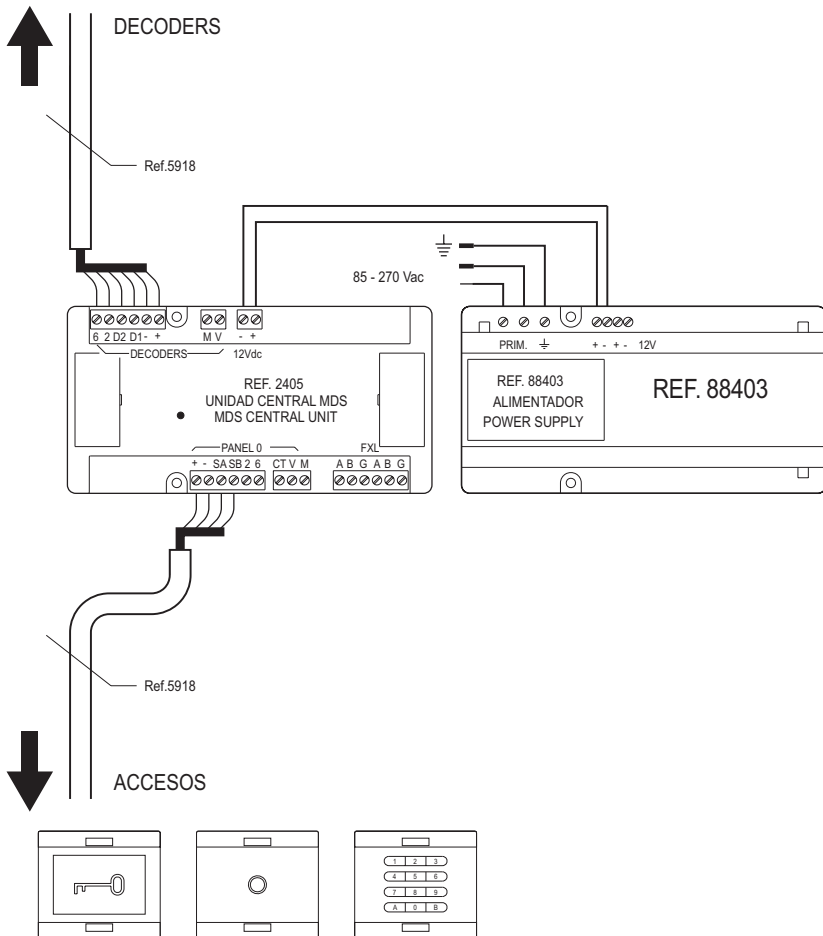 DECODERS
Ref.5918
85 - 270 Vac
6 2 D2 D1 - + M V - +
DECODERS 12Vdc
REF. 2405
UNIDAD CENTRAL MDS
MDS CENTRAL UNIT
PANEL 0 FXL
+ - SA SB 2 6 CT V M A B G A B G
PRIM. + - + - 12V
REF. 88403
ALIMENTADOR
POWER SUPPLY
REF. 88403
Ref.5918
ACCESOS
1 2 3
4 5 6
7 8 9
A 0 B